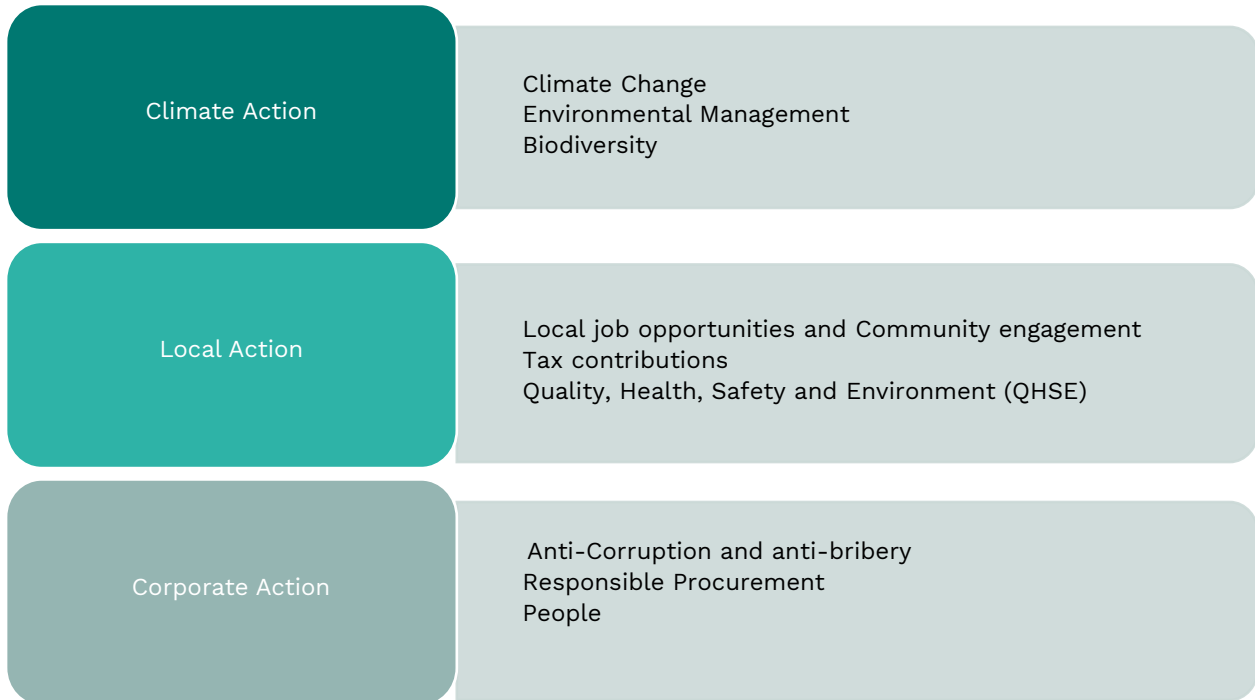 Climate Action
Climate Change
Environmental Management
Biodiversity
Local Action
Local job opportunities and Community engagement
Tax contributions
Quality, Health, Safety and Environment (QHSE)
Corporate Action
Anti-Corruption and anti-bribery
Responsible Procurement
People